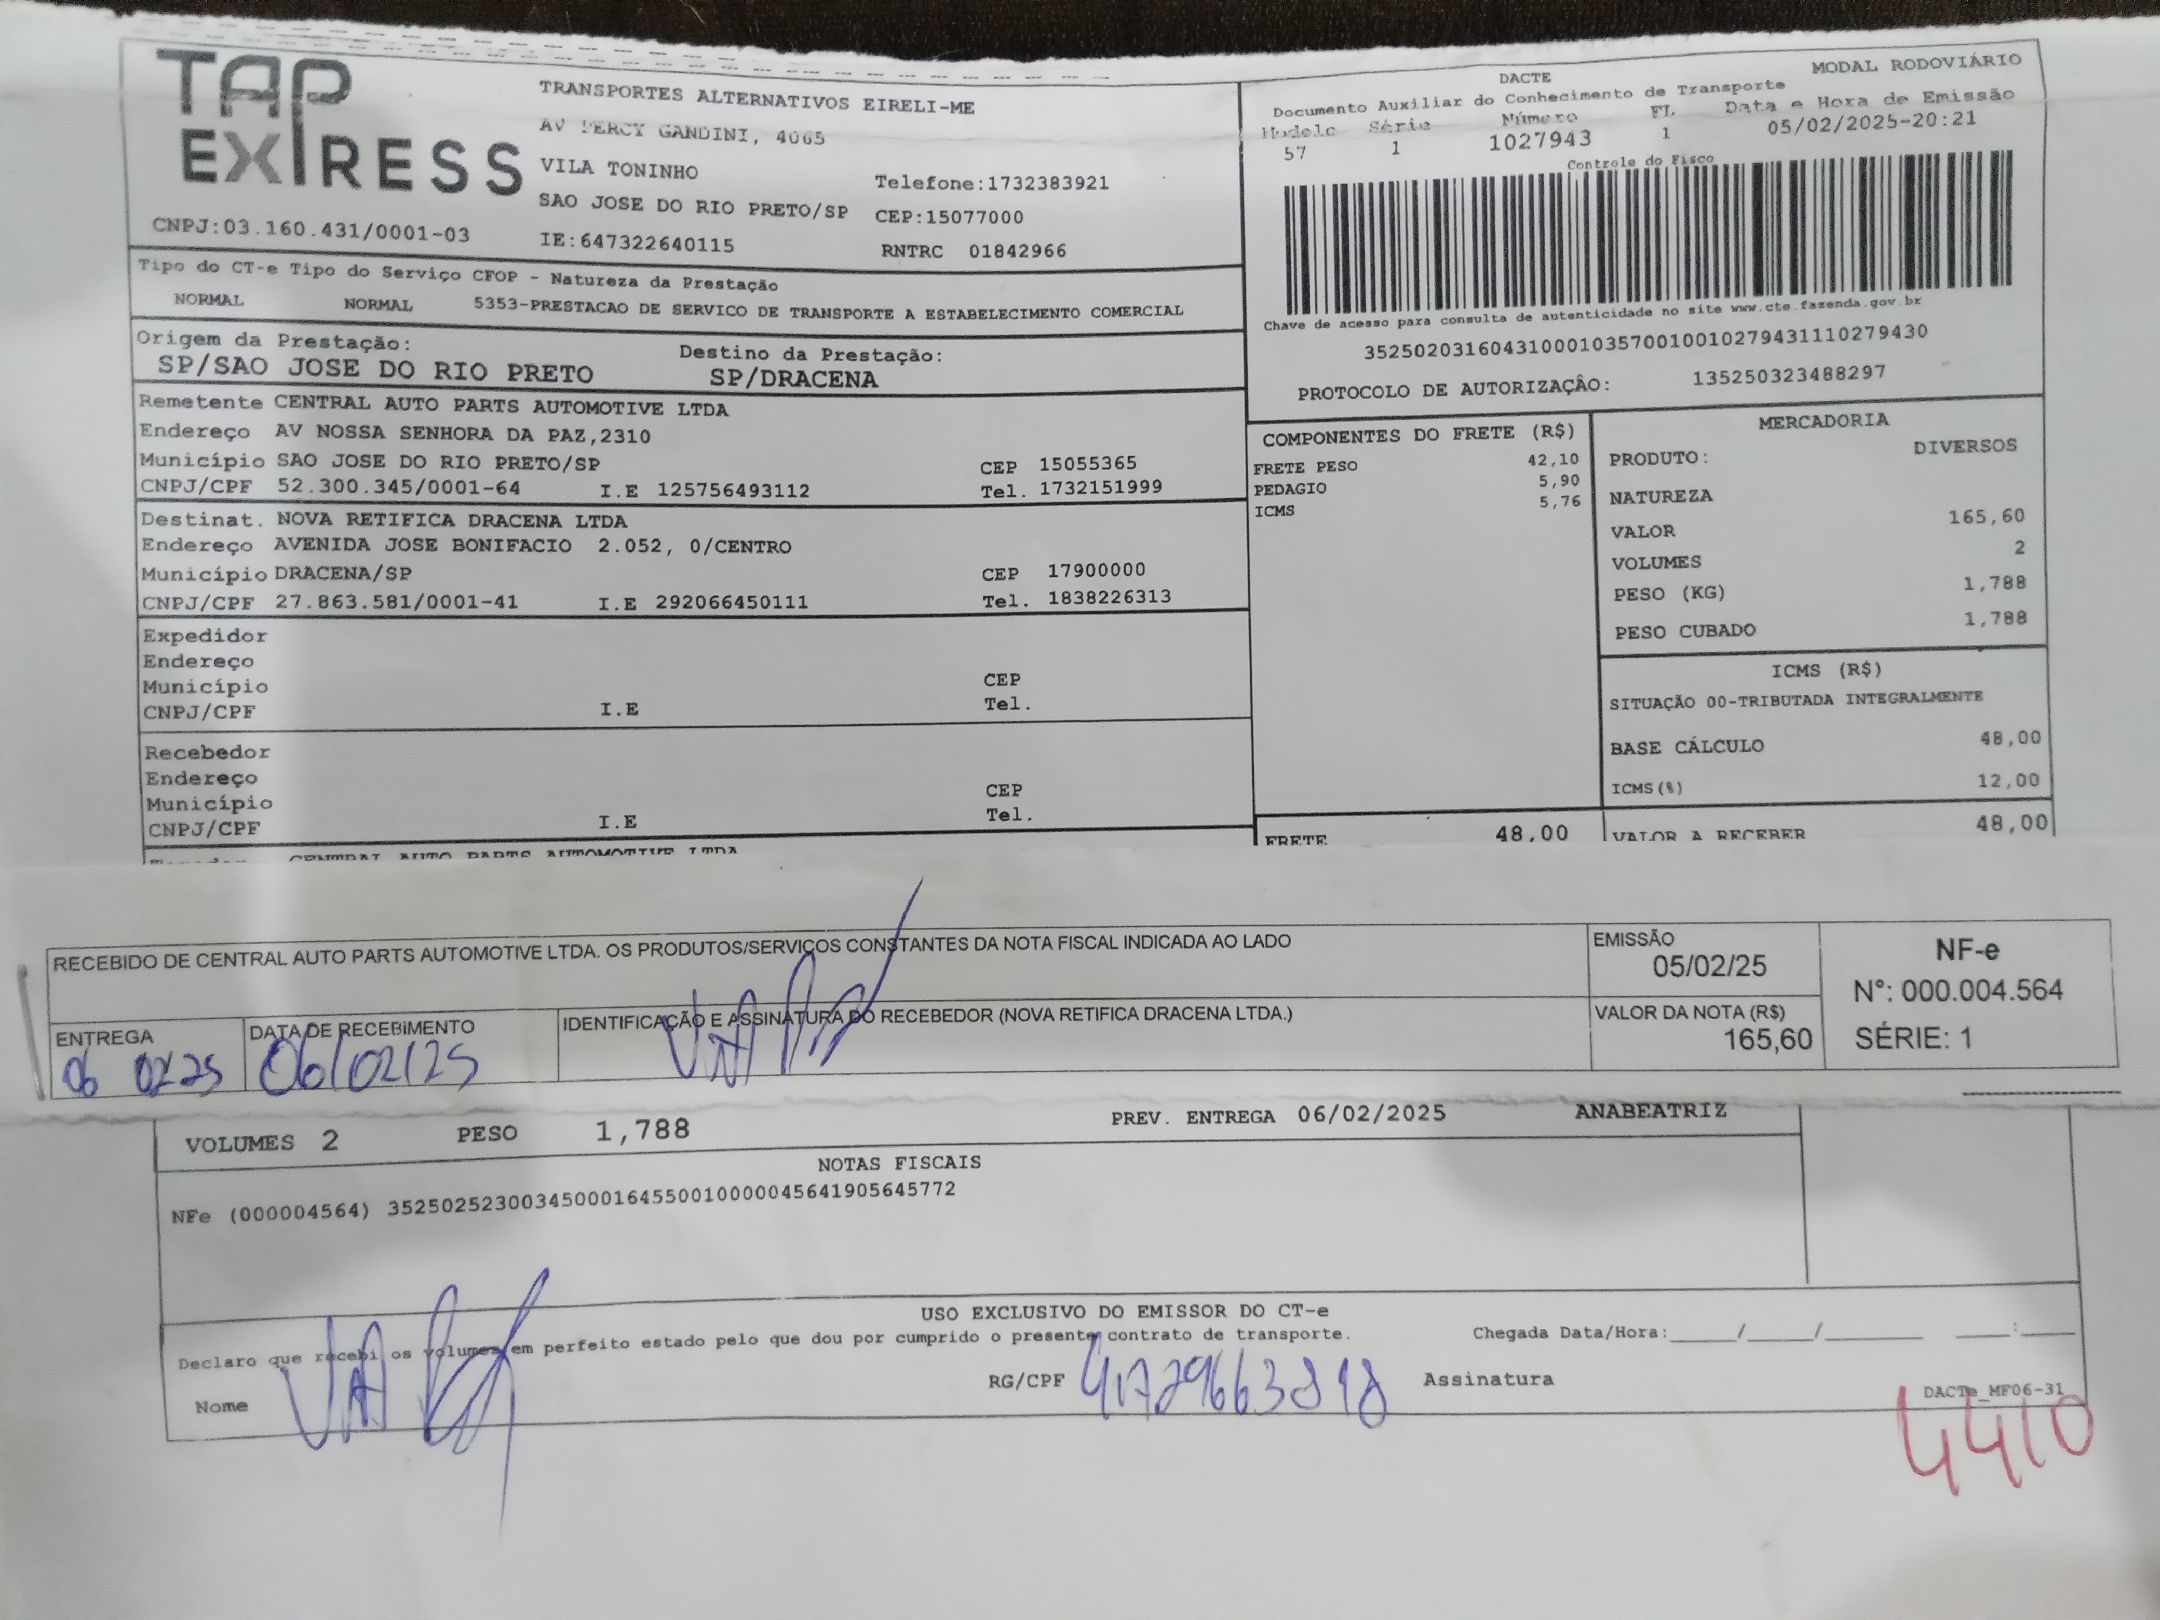 TAP EXPRESS
TRANSPORTES ALTERNATIVOS EIRELI-ME
AV PERCY GANDINI, 4065
VILA TONINHO
Telefone:1732383921
SAO JOSE DO RIO PRETO/SP CEP:15077000
CNPJ:03.160.431/0001-03
IE:647322640115 RNTRC 01842966
MODAL RODOVIÁRIO
DACTE
Documento Auxiliar do Conhecimento de Transporte
Modelo Série Número FL Data e Hora de Emissão
57 1 1027943 1 05/02/2025-20:21
Controle do Fisco
Chave de acesso para consulta de autenticidade no site www.cte.fazenda.gov.br
35250203160431000103570010010279431110279430
PROTOCOLO DE AUTORIZAÇÂO: 135250323488297
Tipo do CT-e Tipo do Serviço CFOP - Natureza da Prestação
NORMAL NORMAL 5353-PRESTACAO DE SERVICO DE TRANSPORTE A ESTABELECIMENTO COMERCIAL
Origem da Prestação: Destino da Prestação:
SP/SAO JOSE DO RIO PRETO SP/DRACENA
Remetente CENTRAL AUTO PARTS AUTOMOTIVE LTDA
Endereço AV NOSSA SENHORA DA PAZ,2310
Município SAO JOSE DO RIO PRETO/SP CEP 15055365
CNPJ/CPF 52.300.345/0001-64 I.E 125756493112 Tel. 1732151999
Destinat. NOVA RETIFICA DRACENA LTDA
Endereço AVENIDA JOSE BONIFACIO 2.052, 0/CENTRO
Município DRACENA/SP CEP 17900000
CNPJ/CPF 27.863.581/0001-41 I.E 292066450111 Tel. 1838226313
Expedidor
Endereço
Município CEP
CNPJ/CPF I.E Tel.
Recebedor
Endereço
Município CEP
CNPJ/CPF I.E Tel.
CENTRAL AUTO PARTS AUTOMOTIVE LTDA
COMPONENTES DO FRETE (R$)
FRETE PESO 42,10
PEDAGIO 5,90
ICMS 5,76
FRETE 48,00
MERCADORIA
PRODUTO: DIVERSOS
NATUREZA
VALOR 165,60
VOLUMES 2
PESO (KG) 1,788
PESO CUBADO 1,788
ICMS (R$)
SITUAÇÃO 00-TRIBUTADA INTEGRALMENTE
BASE CÁLCULO 48,00
ICMS(%) 12,00
VALOR A RECEBER 48,00
RECEBIDO DE CENTRAL AUTO PARTS AUTOMOTIVE LTDA. OS PRODUTOS/SERVIÇOS CONSTANTES DA NOTA FISCAL INDICADA AO LADO
ENTREGA
06 02 25
DATA DE RECEBIMENTO
06/02/25
IDENTIFICAÇÃO E ASSINATURA DO RECEBEDOR (NOVA RETIFICA DRACENA LTDA.)
EMISSÃO
05/02/25
VALOR DA NOTA (R$)
165,60
NF-e
N°: 000.004.564
SÉRIE: 1
VOLUMES 2 PESO 1,788 PREV. ENTREGA 06/02/2025 ANABEATRIZ
NOTAS FISCAIS
NFe (000004564) 35250252300345000164550010000045641905645772
USO EXCLUSIVO DO EMISSOR DO CT-e
Declaro que recebi os volumes em perfeito estado pelo que dou por cumprido o presente contrato de transporte. Chegada Data/Hora:_____/_____/_______ ____:____
Nome RG/CPF 41729663818 Assinatura
DACTe_MF06-31
4410